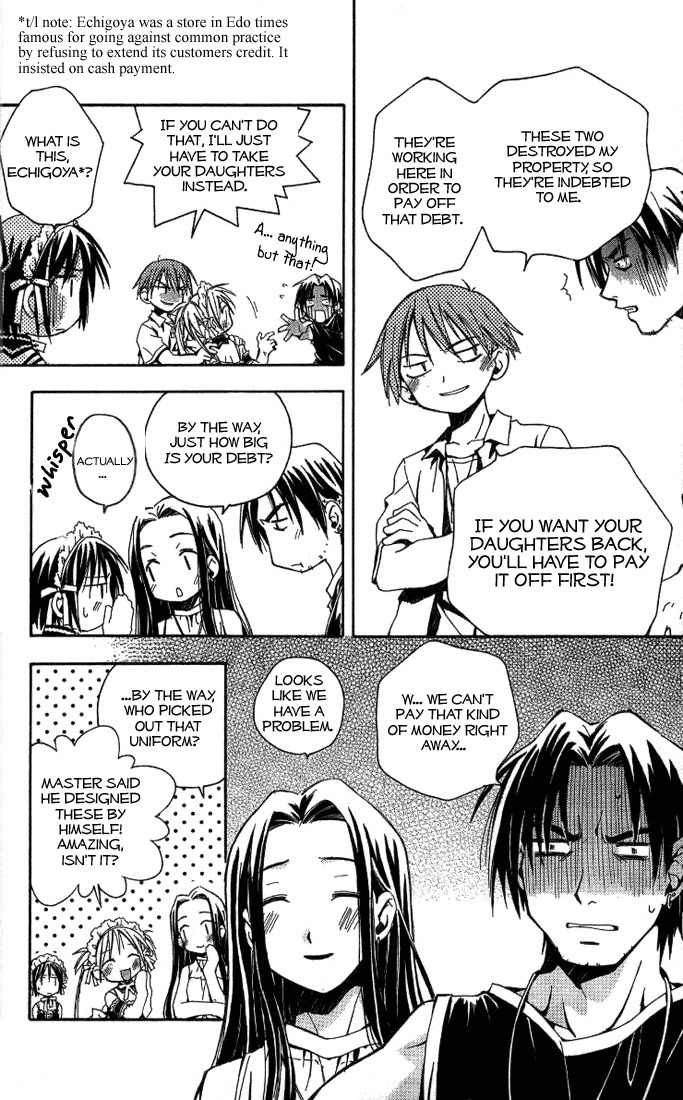 *t/l note: Echigoya was a store in Edo times
famous for going against common practice
by refusing to extend its customers credit. It
insisted on cash payment.
THESE TWO
DESTROYED MY
PROPERTY, SO
THEY'RE INDEBTED
TO ME.
THEY'RE
WORKING
HERE IN
ORDER TO
PAY OFF
THAT DEBT.
IF YOU WANT YOUR
DAUGHTERS BACK,
YOU'LL HAVE TO PAY
IT OFF FIRST!
IF YOU CAN'T DO
THAT, I'LL JUST
HAVE TO TAKE
YOUR DAUGHTERS
INSTEAD.
A... anything
but that!
WHAT IS
THIS,
ECHIGOYA*?
BY THE WAY,
JUST HOW BIG
IS YOUR DEBT?
ACTUALLY
...
whisper
W... WE CAN'T
PAY THAT KIND
OF MONEY RIGHT
AWAY...
LOOKS
LIKE WE
HAVE A
PROBLEM.
...BY THE WAY,
WHO PICKED
OUT THAT
UNIFORM?
MASTER SAID
HE DESIGNED
THESE BY
HIMSELF!
AMAZING,
ISN'T IT?